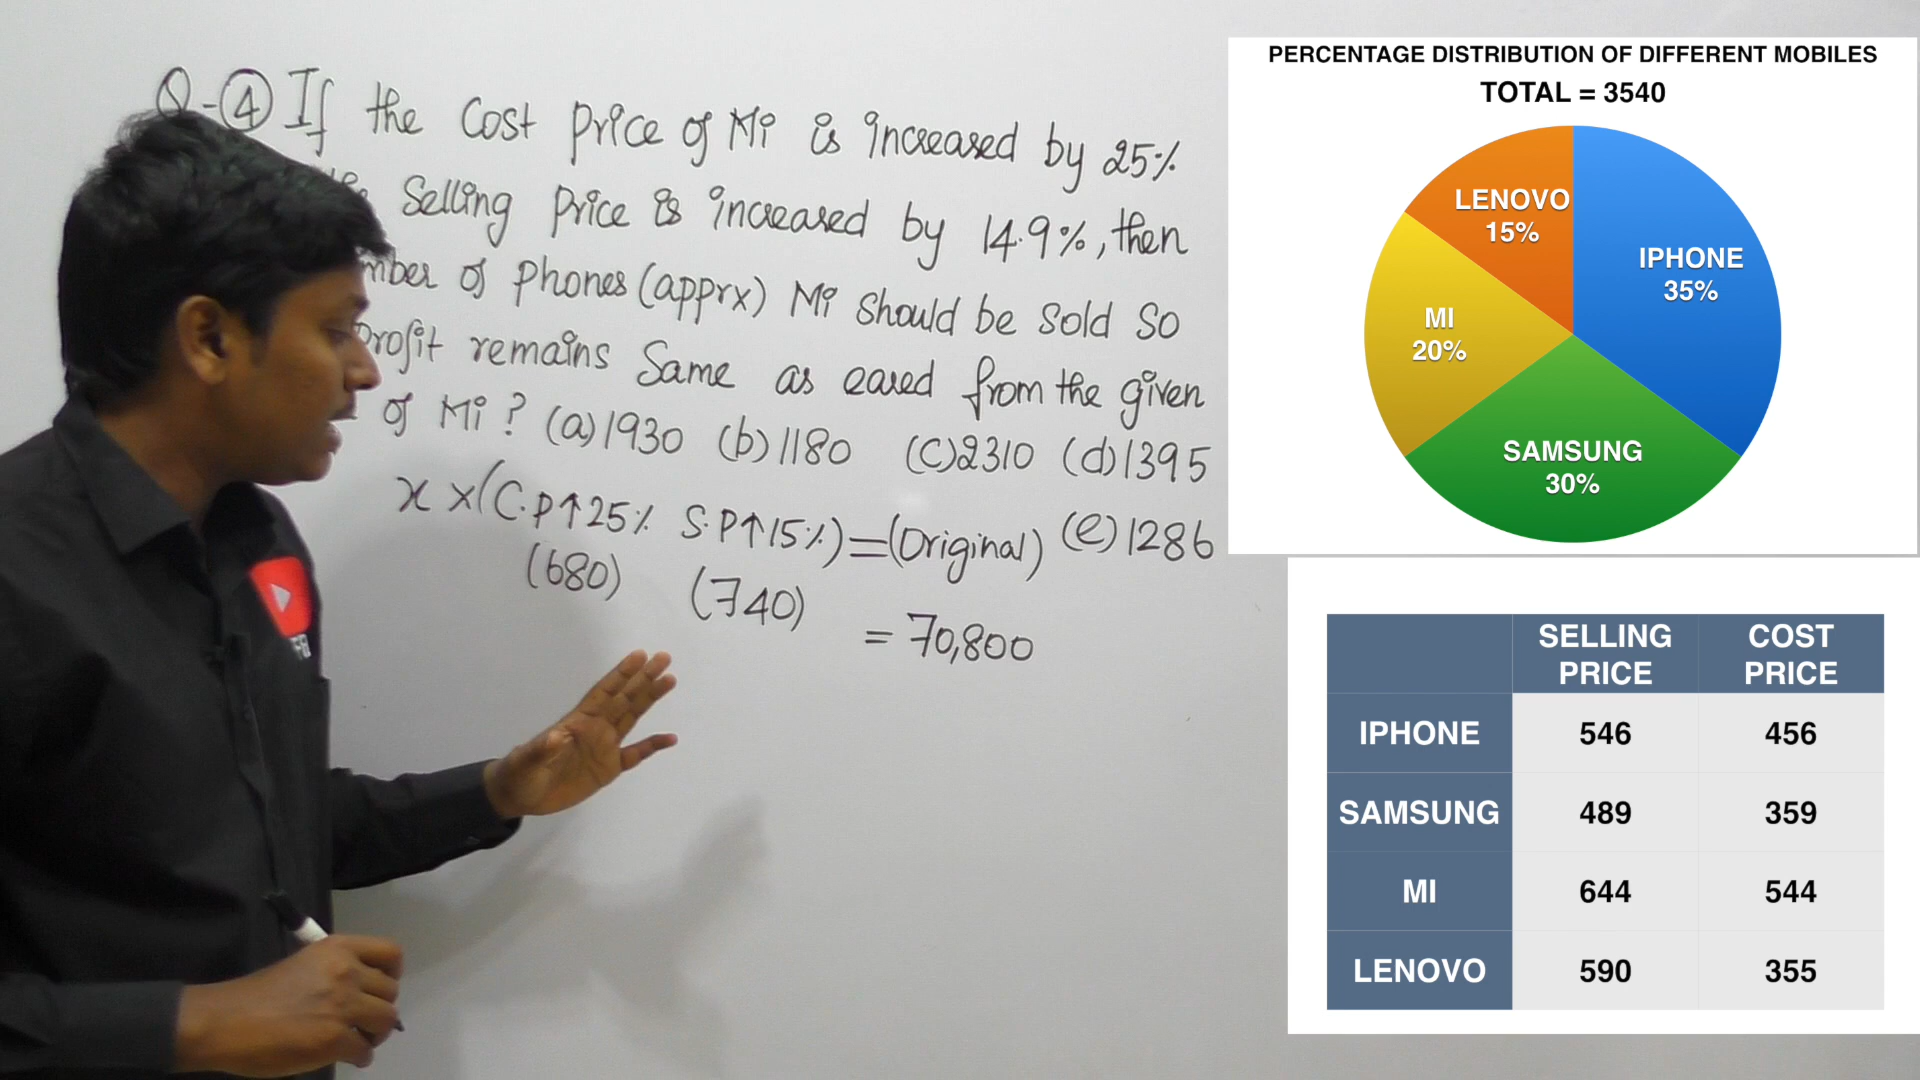 Q-④ If the Cost Price of Mi is increased by 25%
Selling Price is increased by 14.9%, then
of Phones (apprx) Mi Should be Sold So
Profit remains Same as eared from the given
of Mi? (a) 1930 (b) 1180 (c) 2310 (d) 1395
x × (C.P↑25% S.P↑15%) = (Original) (e) 1286
(680) (740)
= 70,800
PERCENTAGE DISTRIBUTION OF DIFFERENT MOBILES
TOTAL = 3540
LENOVO
15%
IPHONE
35%
MI
20%
SAMSUNG
30%
SELLING PRICE COST PRICE
IPHONE 546 456
SAMSUNG 489 359
MI 644 544
LENOVO 590 355